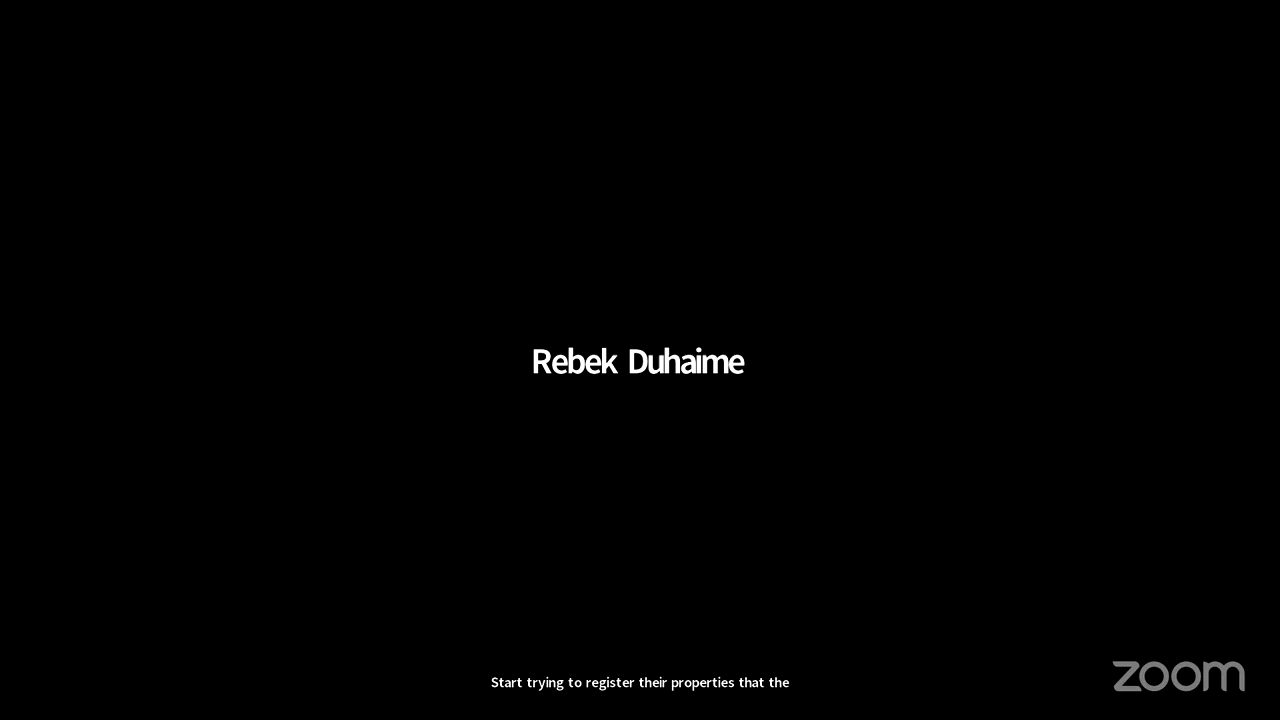 Rebek Duhaime
Start trying to register their properties that the
zoom